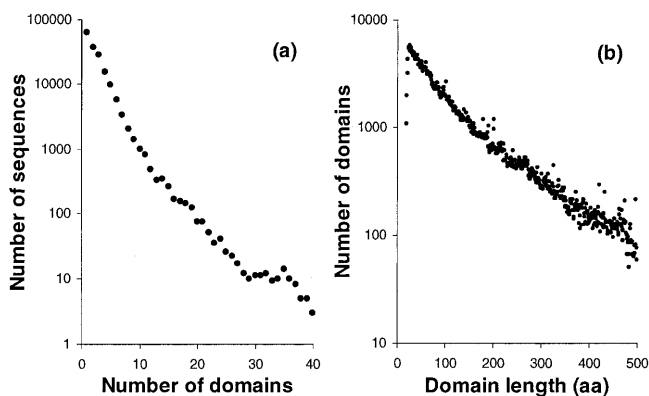 (a)
Number of sequences
100000
10000
1000
100
10
1
0 10 20 30 40
Number of domains
(b)
Number of domains
10000
1000
100
10
0 100 200 300 400 500
Domain length (aa)